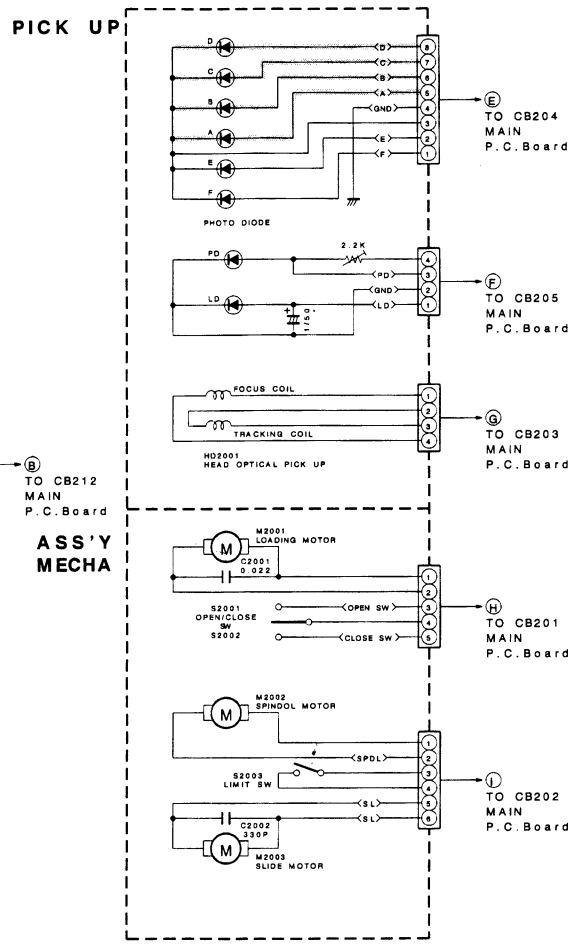 PICK UP
D
<D>
8
C
<C>
7
B
<B>
6
A
<A>
5
<GND>
4
3
E
<E>
2
F
<F>
1
PHOTO DIODE
E
TO CB204
MAIN
P.C.Board
PD
2.2K
4
<PD>
3
<GND>
2
LD
<LD>
1
+
1/50
F
TO CB205
MAIN
P.C.Board
FOCUS COIL
1
2
3
TRACKING COIL
4
HD2001
HEAD OPTICAL PICK UP
G
TO CB203
MAIN
P.C.Board
B
TO CB212
MAIN
P.C.Board
ASS'Y
MECHA
M2001
LOADING MOTOR
M
C2001
0.022
1
2
S2001
OPEN/CLOSE
SW
S2002
<OPEN SW>
3
4
<CLOSE SW>
5
H
TO CB201
MAIN
P.C.Board
M2002
SPINDOL MOTOR
M
1
<SPDL>
2
S2003
LIMIT SW
3
4
<SL>
5
<SL>
6
C2002
330P
M
M2003
SLIDE MOTOR
I
TO CB202
MAIN
P.C.Board